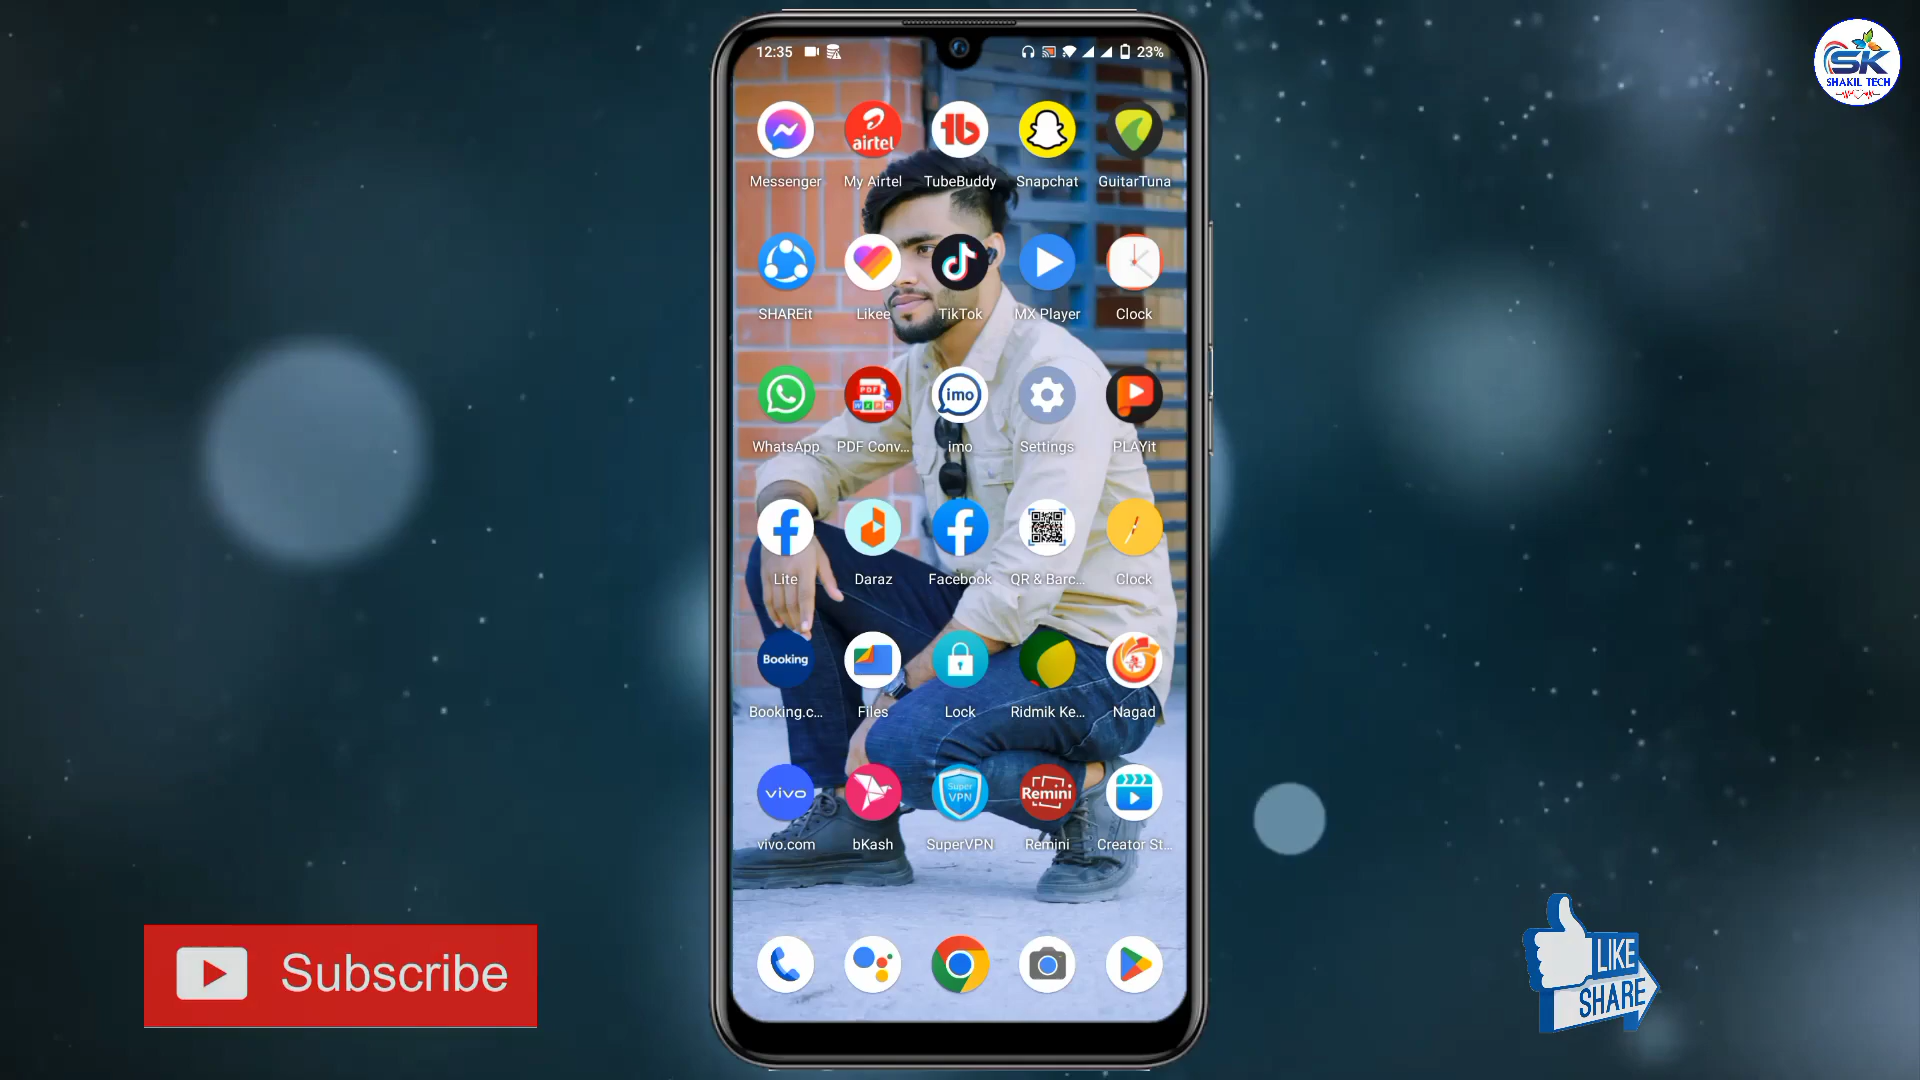 12:35 23%
SK
SHAKIL TECH
airtel
Messenger My Airtel TubeBuddy Snapchat GuitarTuna
SHAREit Likee TikTok MX Player Clock
PDF
imo
WhatsApp PDF Conv... imo Settings PLAYit
Lite Daraz Facebook QR & Barc... Clock
Booking
Booking.c... Files Lock Ridmik Ke... Nagad
vivo Super VPN Remini
vivo.com bKash SuperVPN Remini Creator St...
Subscribe
LIKE
SHARE